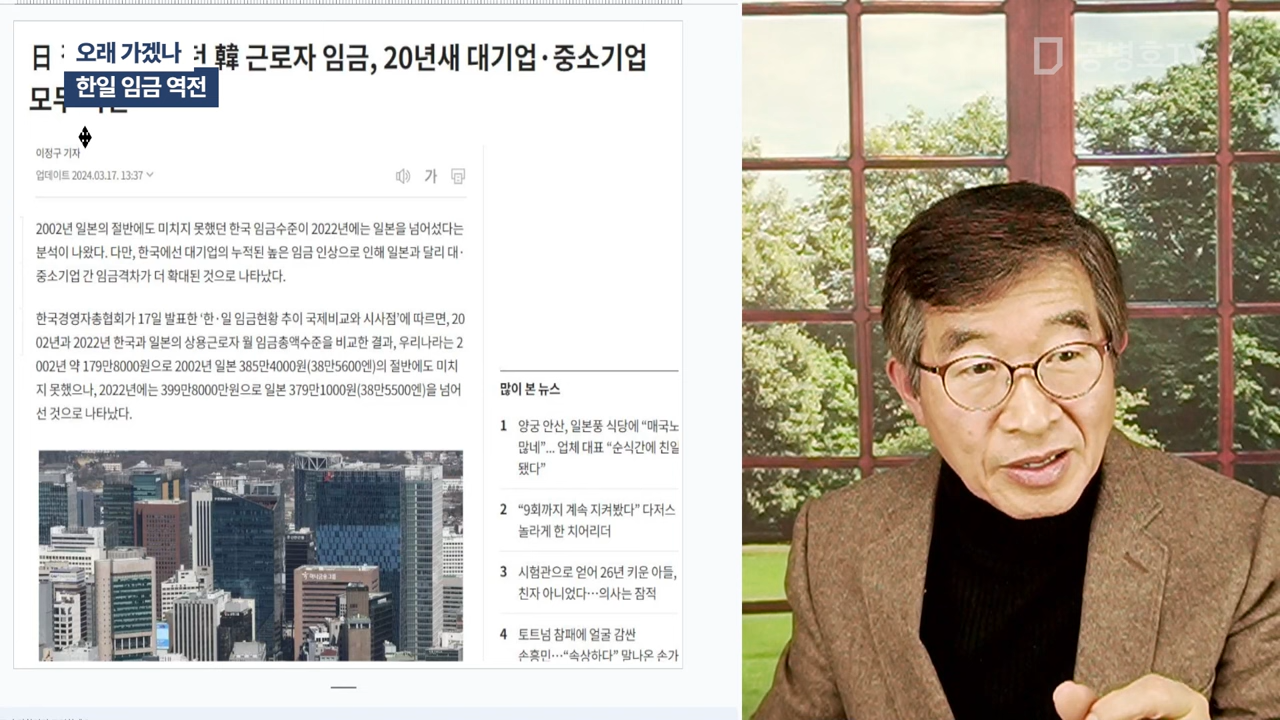 日 오래 가겠나 韓 근로자 임금, 20년새 대기업·중소기업
한일 임금 역전
이정구 기자
업데이트 2024.03.17. 13:37
가
2002년 일본의 절반에도 미치지 못했던 한국 임금수준이 2022년에는 일본을 넘어섰다는
분석이 나왔다. 다만, 한국에선 대기업의 누적된 높은 임금 인상으로 인해 일본과 달리 대·
중소기업 간 임금격차가 더 확대된 것으로 나타났다.
한국경영자총협회가 17일 발표한 ‘한·일 임금현황 추이 국제비교와 시사점’에 따르면, 20
02년과 2022년 한국과 일본의 상용근로자 월 임금총액수준을 비교한 결과, 우리나라는 2
002년 약 179만8000원으로 2002년 일본 385만4000원(38만5600엔)의 절반에도 미치
지 못했으나, 2022년에는 399만8000만원으로 일본 379만1000원(38만5500엔)을 넘어
선 것으로 나타났다.
많이 본 뉴스
1 양궁 안산, 일본풍 식당에 “매국노
많네”... 업체 대표 “순식간에 친일
됐다”
2 “9회까지 계속 지켜봤다” 다저스
놀라게 한 치어리더
3 시험관으로 얻어 26년 키운 아들,
친자 아니었다…의사는 잠적
4 토트넘 참패에 얼굴 감싼
손흥민…“속상하다” 말나온 손가
공병호TV